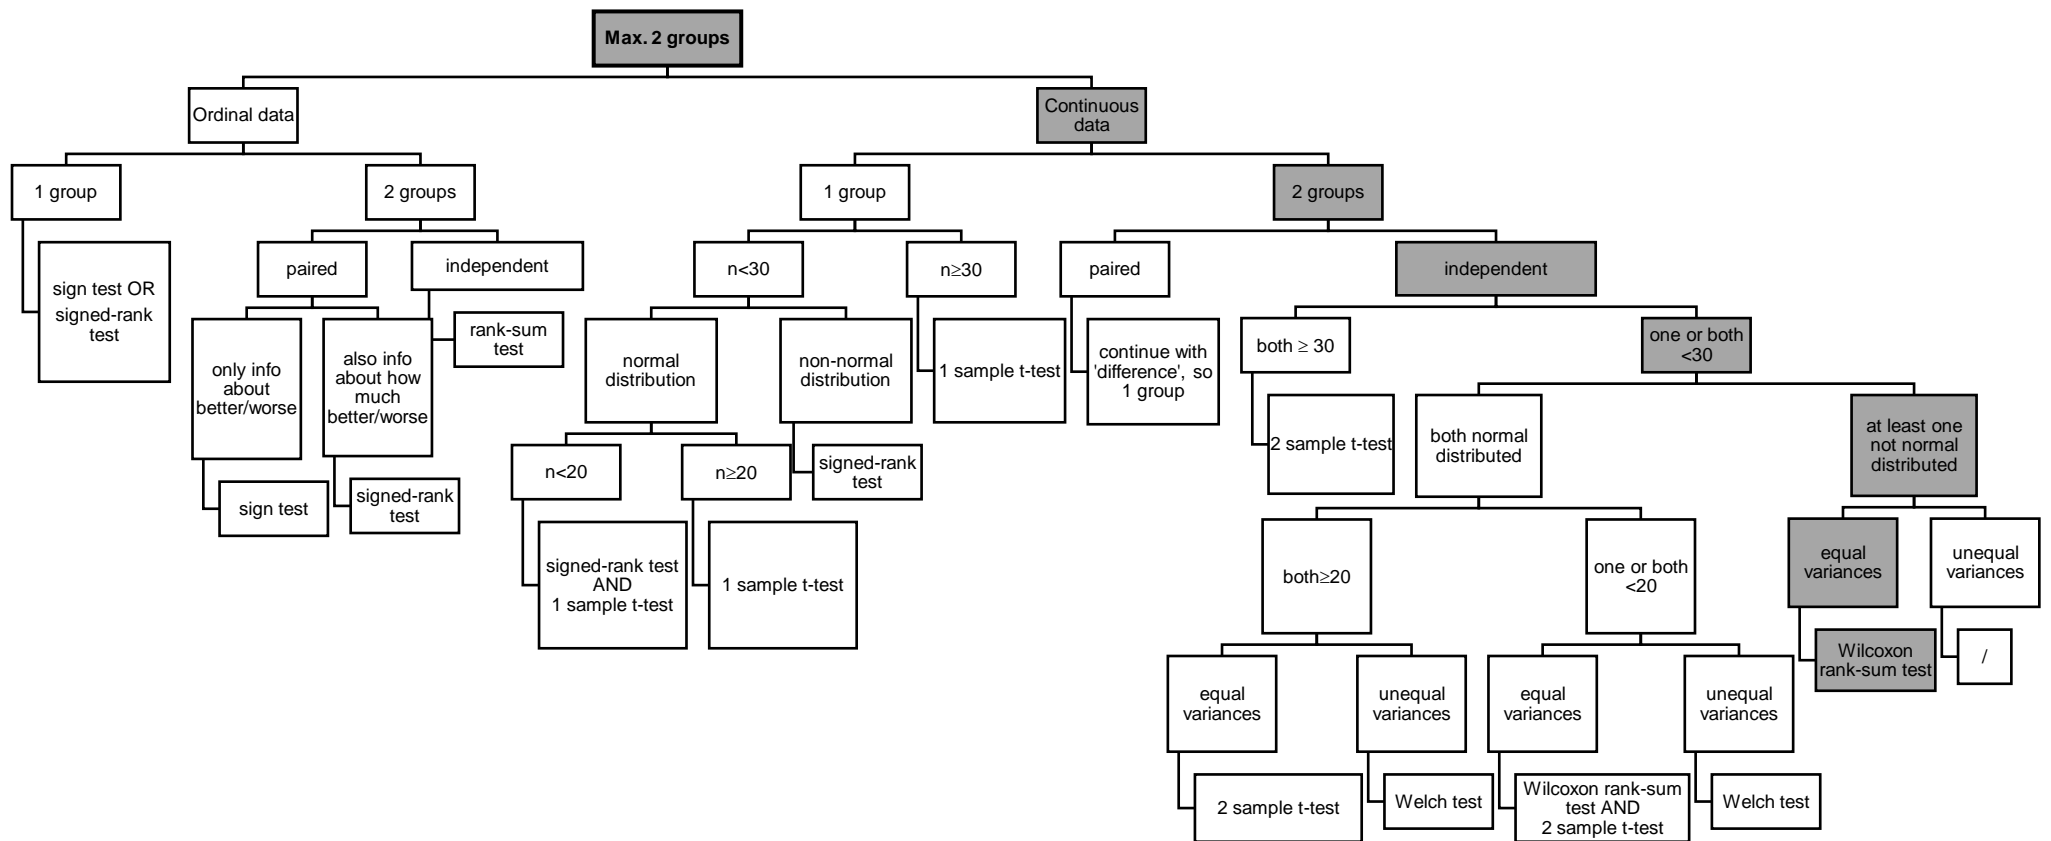 Max. 2 groups
Ordinal data
Continuous
data
1 group
2 groups
1 group
2 groups
sign test OR
signed-rank
test
paired
independent
n<30
n≥30
paired
independent
only info
about
better/worse
also info
about how
much
better/worse
rank-sum
test
normal
distribution
non-normal
distribution
1 sample t-test
continue with
'difference', so
1 group
both ≥ 30
one or both
<30
sign test
signed-rank
test
n<20
n≥20
signed-rank
test
2 sample t-test
both normal
distributed
at least one
not normal
distributed
signed-rank test
AND
1 sample t-test
1 sample t-test
both≥20
one or both
<20
equal
variances
unequal
variances
equal
variances
unequal
variances
equal
variances
unequal
variances
Wilcoxon
rank-sum test
/
2 sample t-test
Welch test
Wilcoxon rank-sum
test AND
2 sample t-test
Welch test